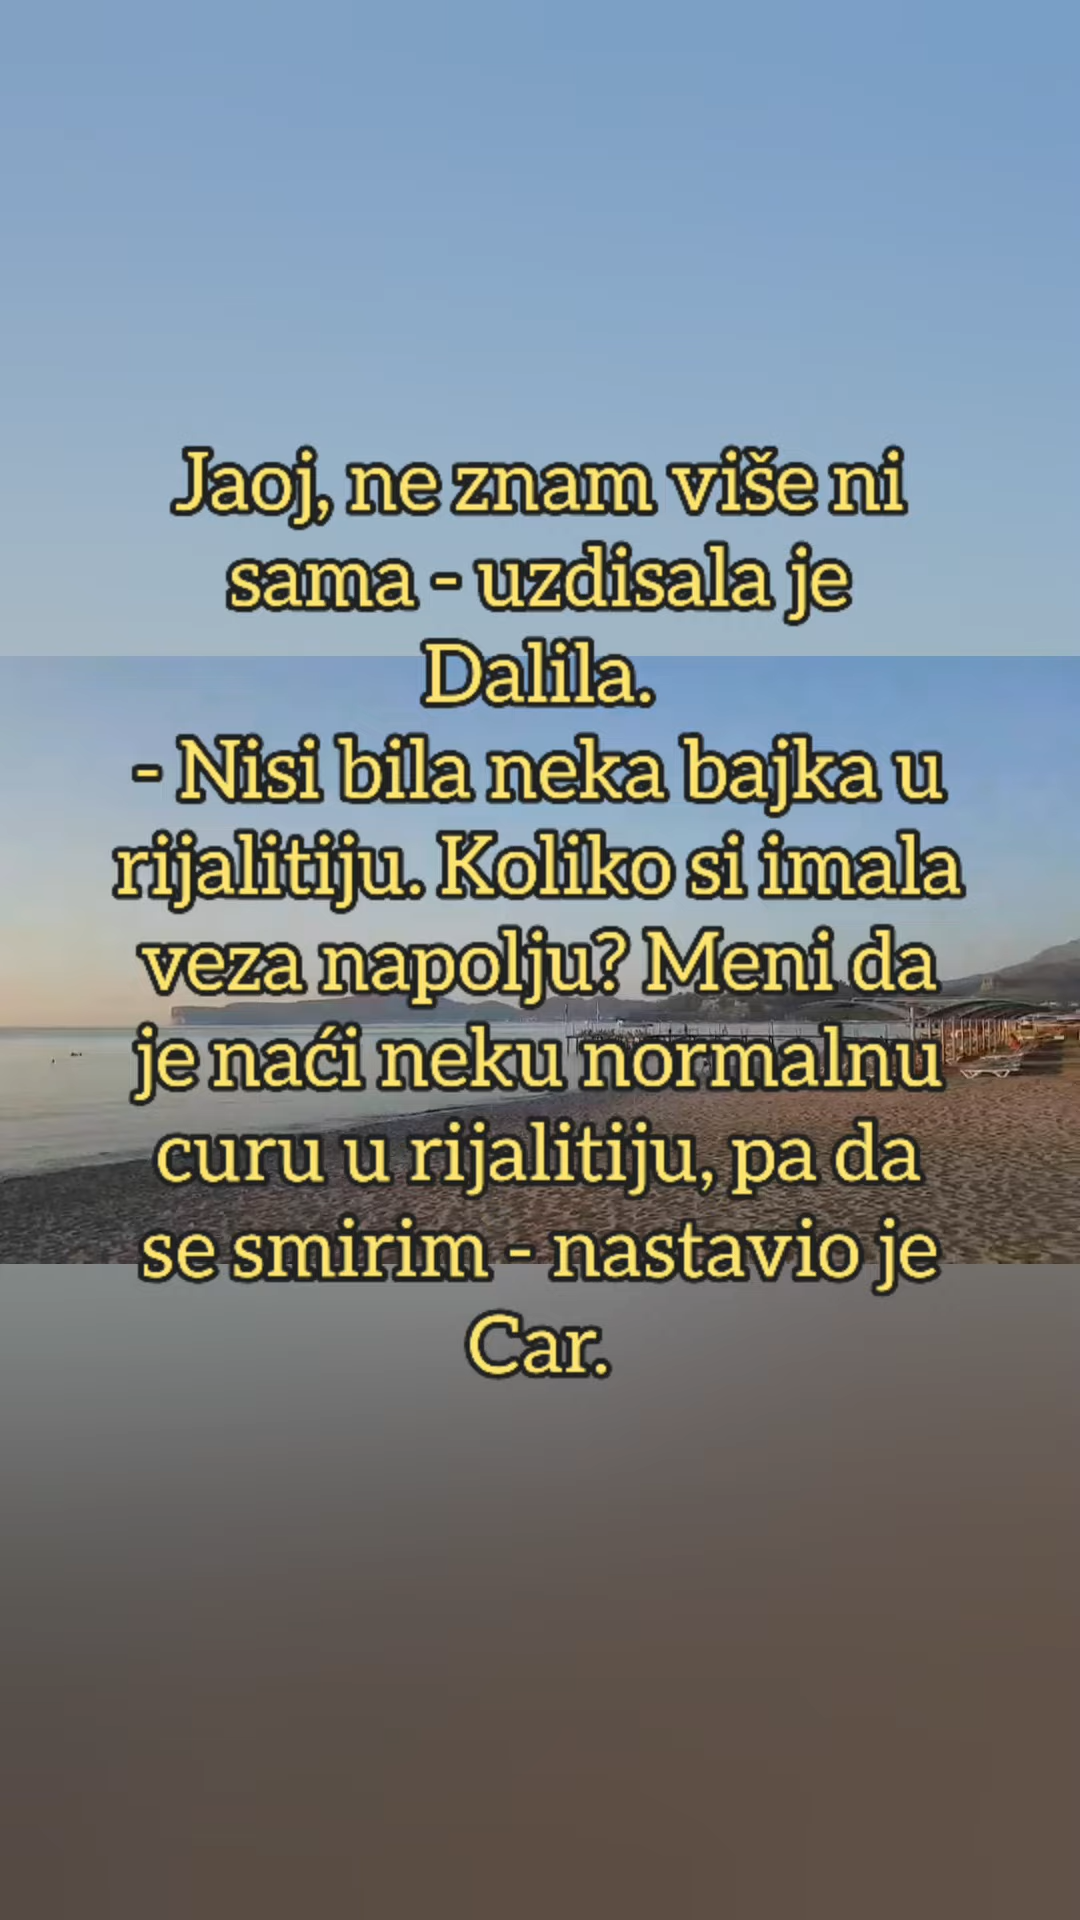 Jaoj, ne znam više ni
sama - uzdisala je
Dalila.
- Nisi bila neka bajka u
rijalitiju. Koliko si imala
veza napolju? Meni da
je naći neku normalnu
curu u rijalitiju, pa da
se smirim - nastavio je
Car.